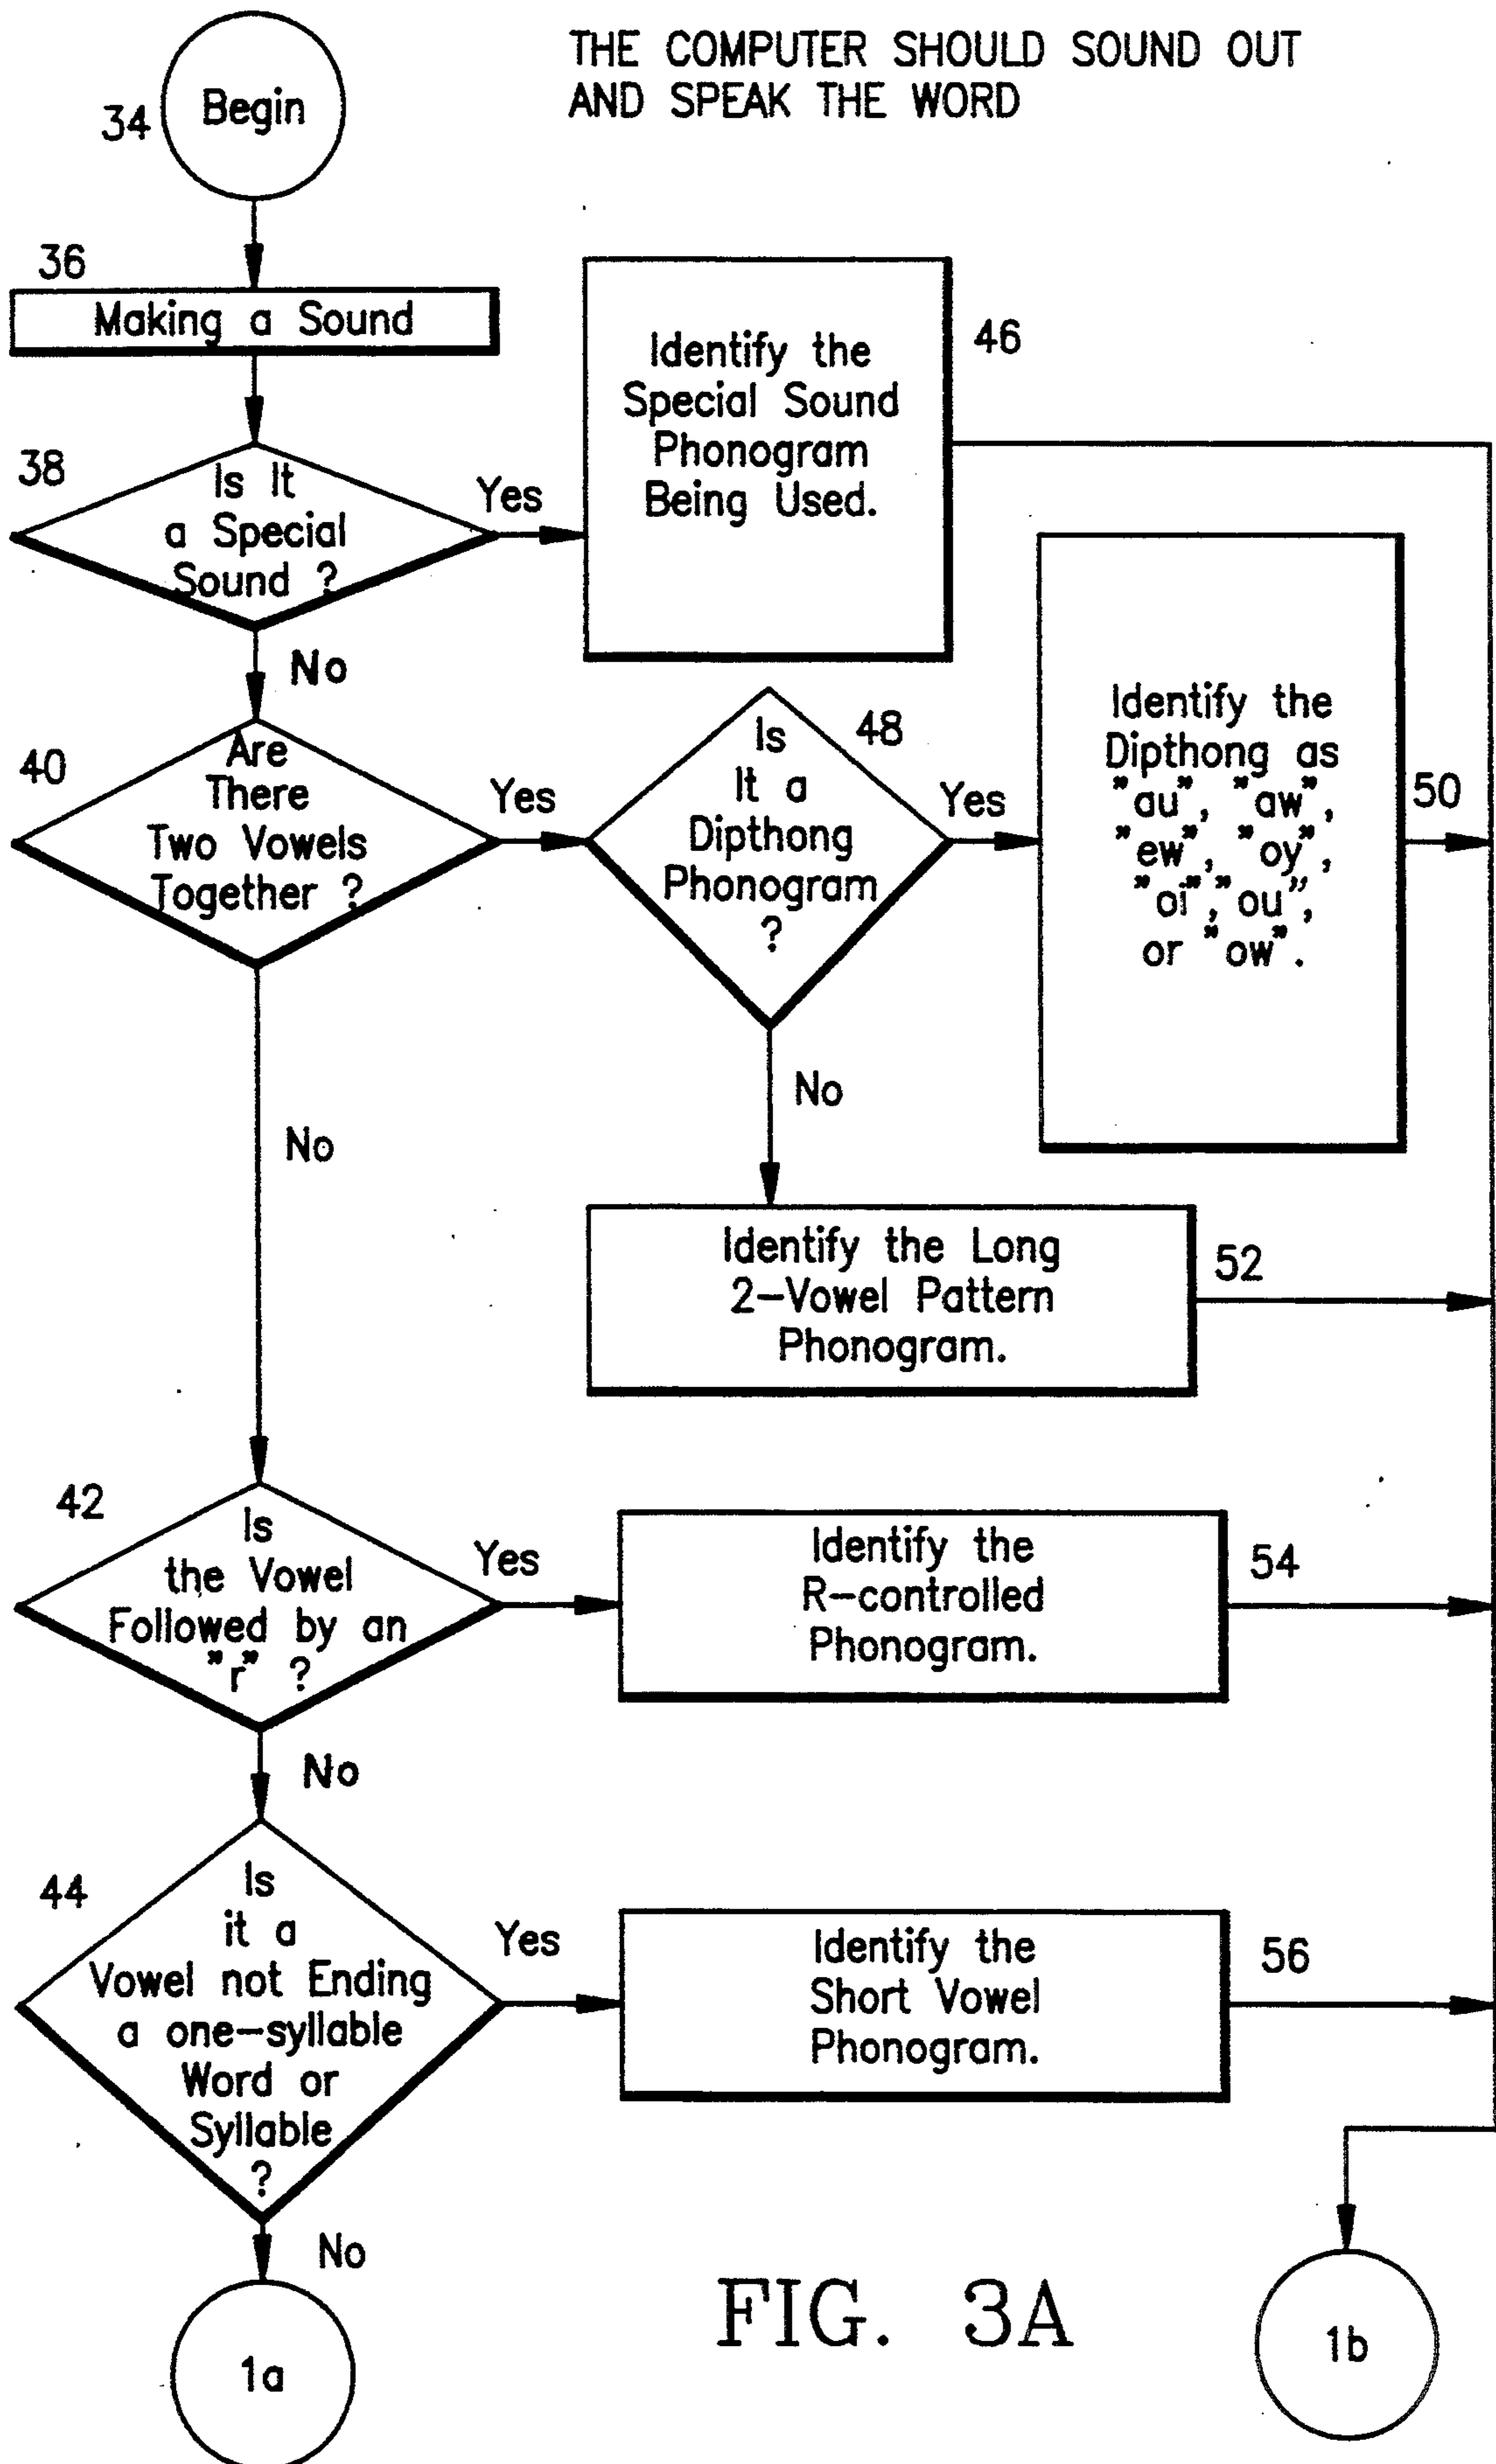 THE COMPUTER SHOULD SOUND OUT
AND SPEAK THE WORD
34
Begin
36
Making a Sound
38
Is It
a Special
Sound ?
Yes
No
Identify the
Special Sound
Phonogram
Being Used.
46
40
Are
There
Two Vowels
Together ?
Yes
No
48
Is
It a
Dipthong
Phonogram
?
Yes
No
Identify the
Dipthong as
"au", "aw",
"ew", "oy",
"oi","ou",
or "ow".
50
Identify the Long
2-Vowel Pattern
Phonogram.
52
42
Is
the Vowel
Followed by an
"r" ?
Yes
No
Identify the
R-controlled
Phonogram.
54
44
Is
it a
Vowel not Ending
a one-syllable
Word or
Syllable
?
Yes
No
Identify the
Short Vowel
Phonogram.
56
1a
FIG. 3A
1b